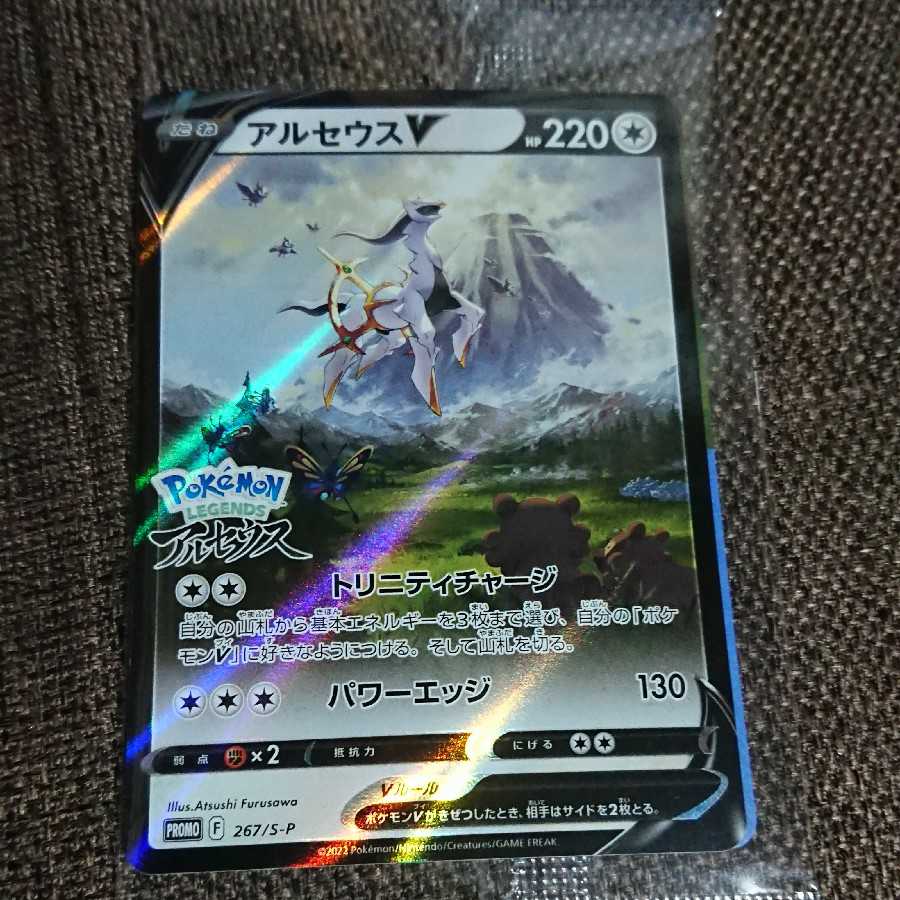 たね アルセウスV HP220
POKéMON
LEGENDS
アルセウス
トリニティチャージ
自分の山札から基本エネルギーを3枚まで選び、自分の「ポケ
モンV」に好きなようにつける。そして山札を切る。
パワーエッジ 130
弱点 ×2 抵抗力 にげる
Illus.Atsushi Furusawa
Vルール
ポケモンVがきぜつしたとき、相手はサイドを2枚とる。
PROMO F 267/S-P
©2022 Pokémon/Nintendo/Creatures/GAME FREAK